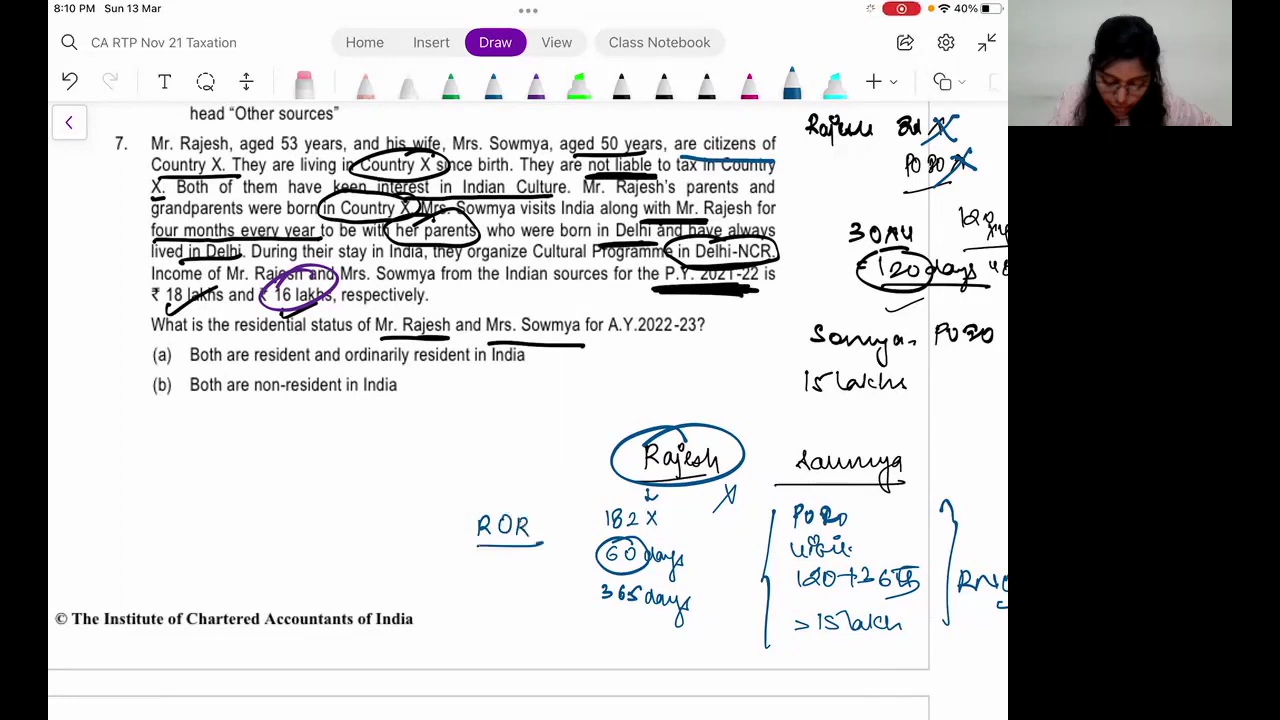 8:10 PM Sun 13 Mar
40%
CA RTP Nov 21 Taxation
Home Insert Draw View Class Notebook
head “Other sources”
7. Mr. Rajesh, aged 53 years, and his wife, Mrs. Sowmya, aged 50 years, are citizens of
Country X. They are living in Country X since birth. They are not liable to tax in Country
X. Both of them have keen interest in Indian Culture. Mr. Rajesh’s parents and
grandparents were born in Country X. Mrs. Sowmya visits India along with Mr. Rajesh for
four months every year to be with her parents, who were born in Delhi and have always
lived in Delhi. During their stay in India, they organize Cultural Programme in Delhi-NCR.
Income of Mr. Rajesh and Mrs. Sowmya from the Indian sources for the P.Y. 2021-22 is
₹ 18 lakhs and ₹ 16 lakhs, respectively.
What is the residential status of Mr. Rajesh and Mrs. Sowmya for A.Y.2022-23?
(a) Both are resident and ordinarily resident in India
(b) Both are non-resident in India
Rajesh
X
X
120 days
PORO
15 lakhs
Rajesh
X
ROR
182 X
60 days
365 days
PORO
> 15 lakh
© The Institute of Chartered Accountants of India